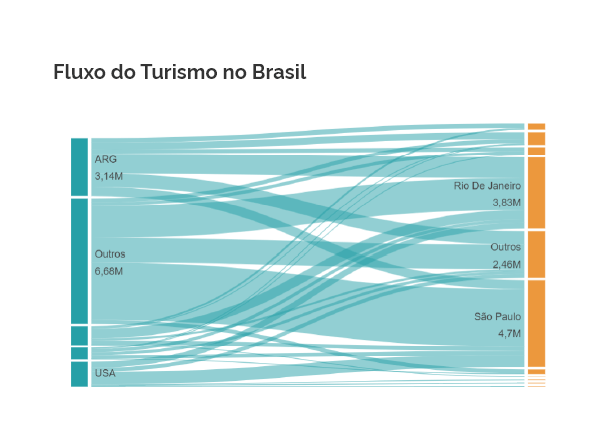 Fluxo do Turismo no Brasil
ARG
3,14M
Outros
6,68M
USA
Rio De Janeiro
3,83M
Outros
2,46M
São Paulo
4,7M